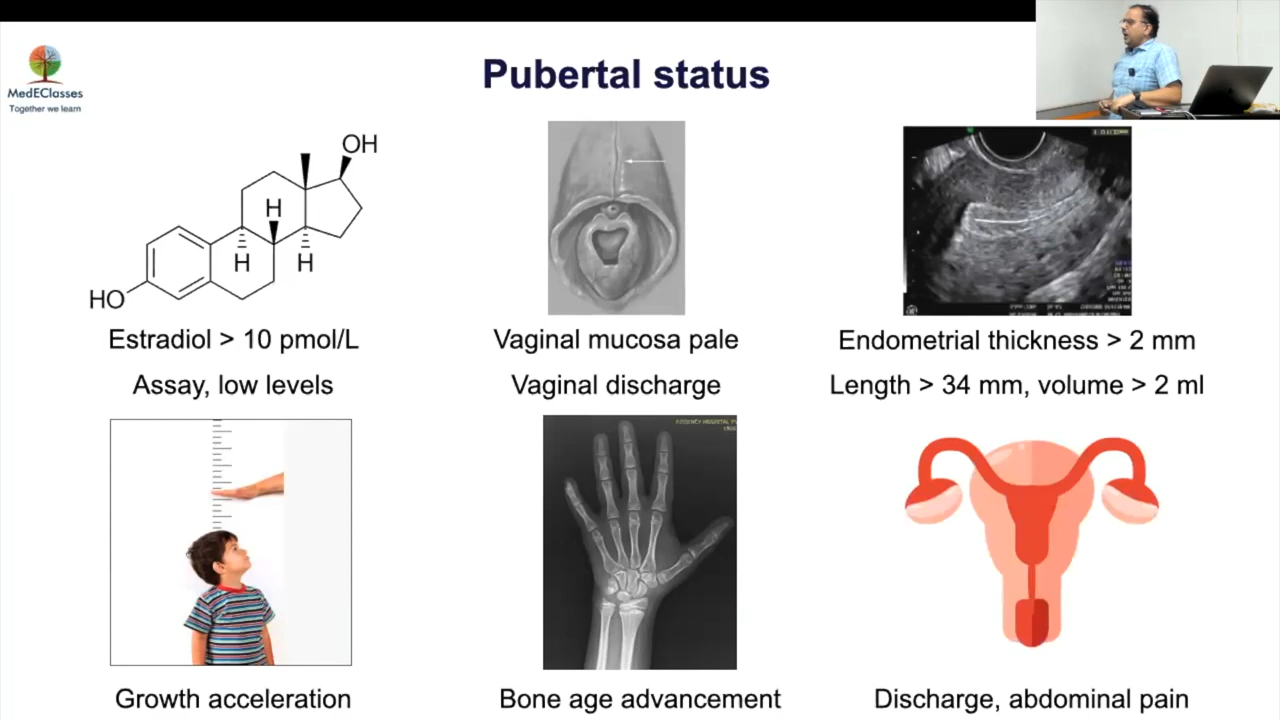 MedEClasses
Together we learn
Pubertal status
OH
H
H
H
HO
Estradiol > 10 pmol/L
Assay, low levels
Vaginal mucosa pale
Vaginal discharge
Endometrial thickness > 2 mm
Length > 34 mm, volume > 2 ml
Growth acceleration
Bone age advancement
Discharge, abdominal pain